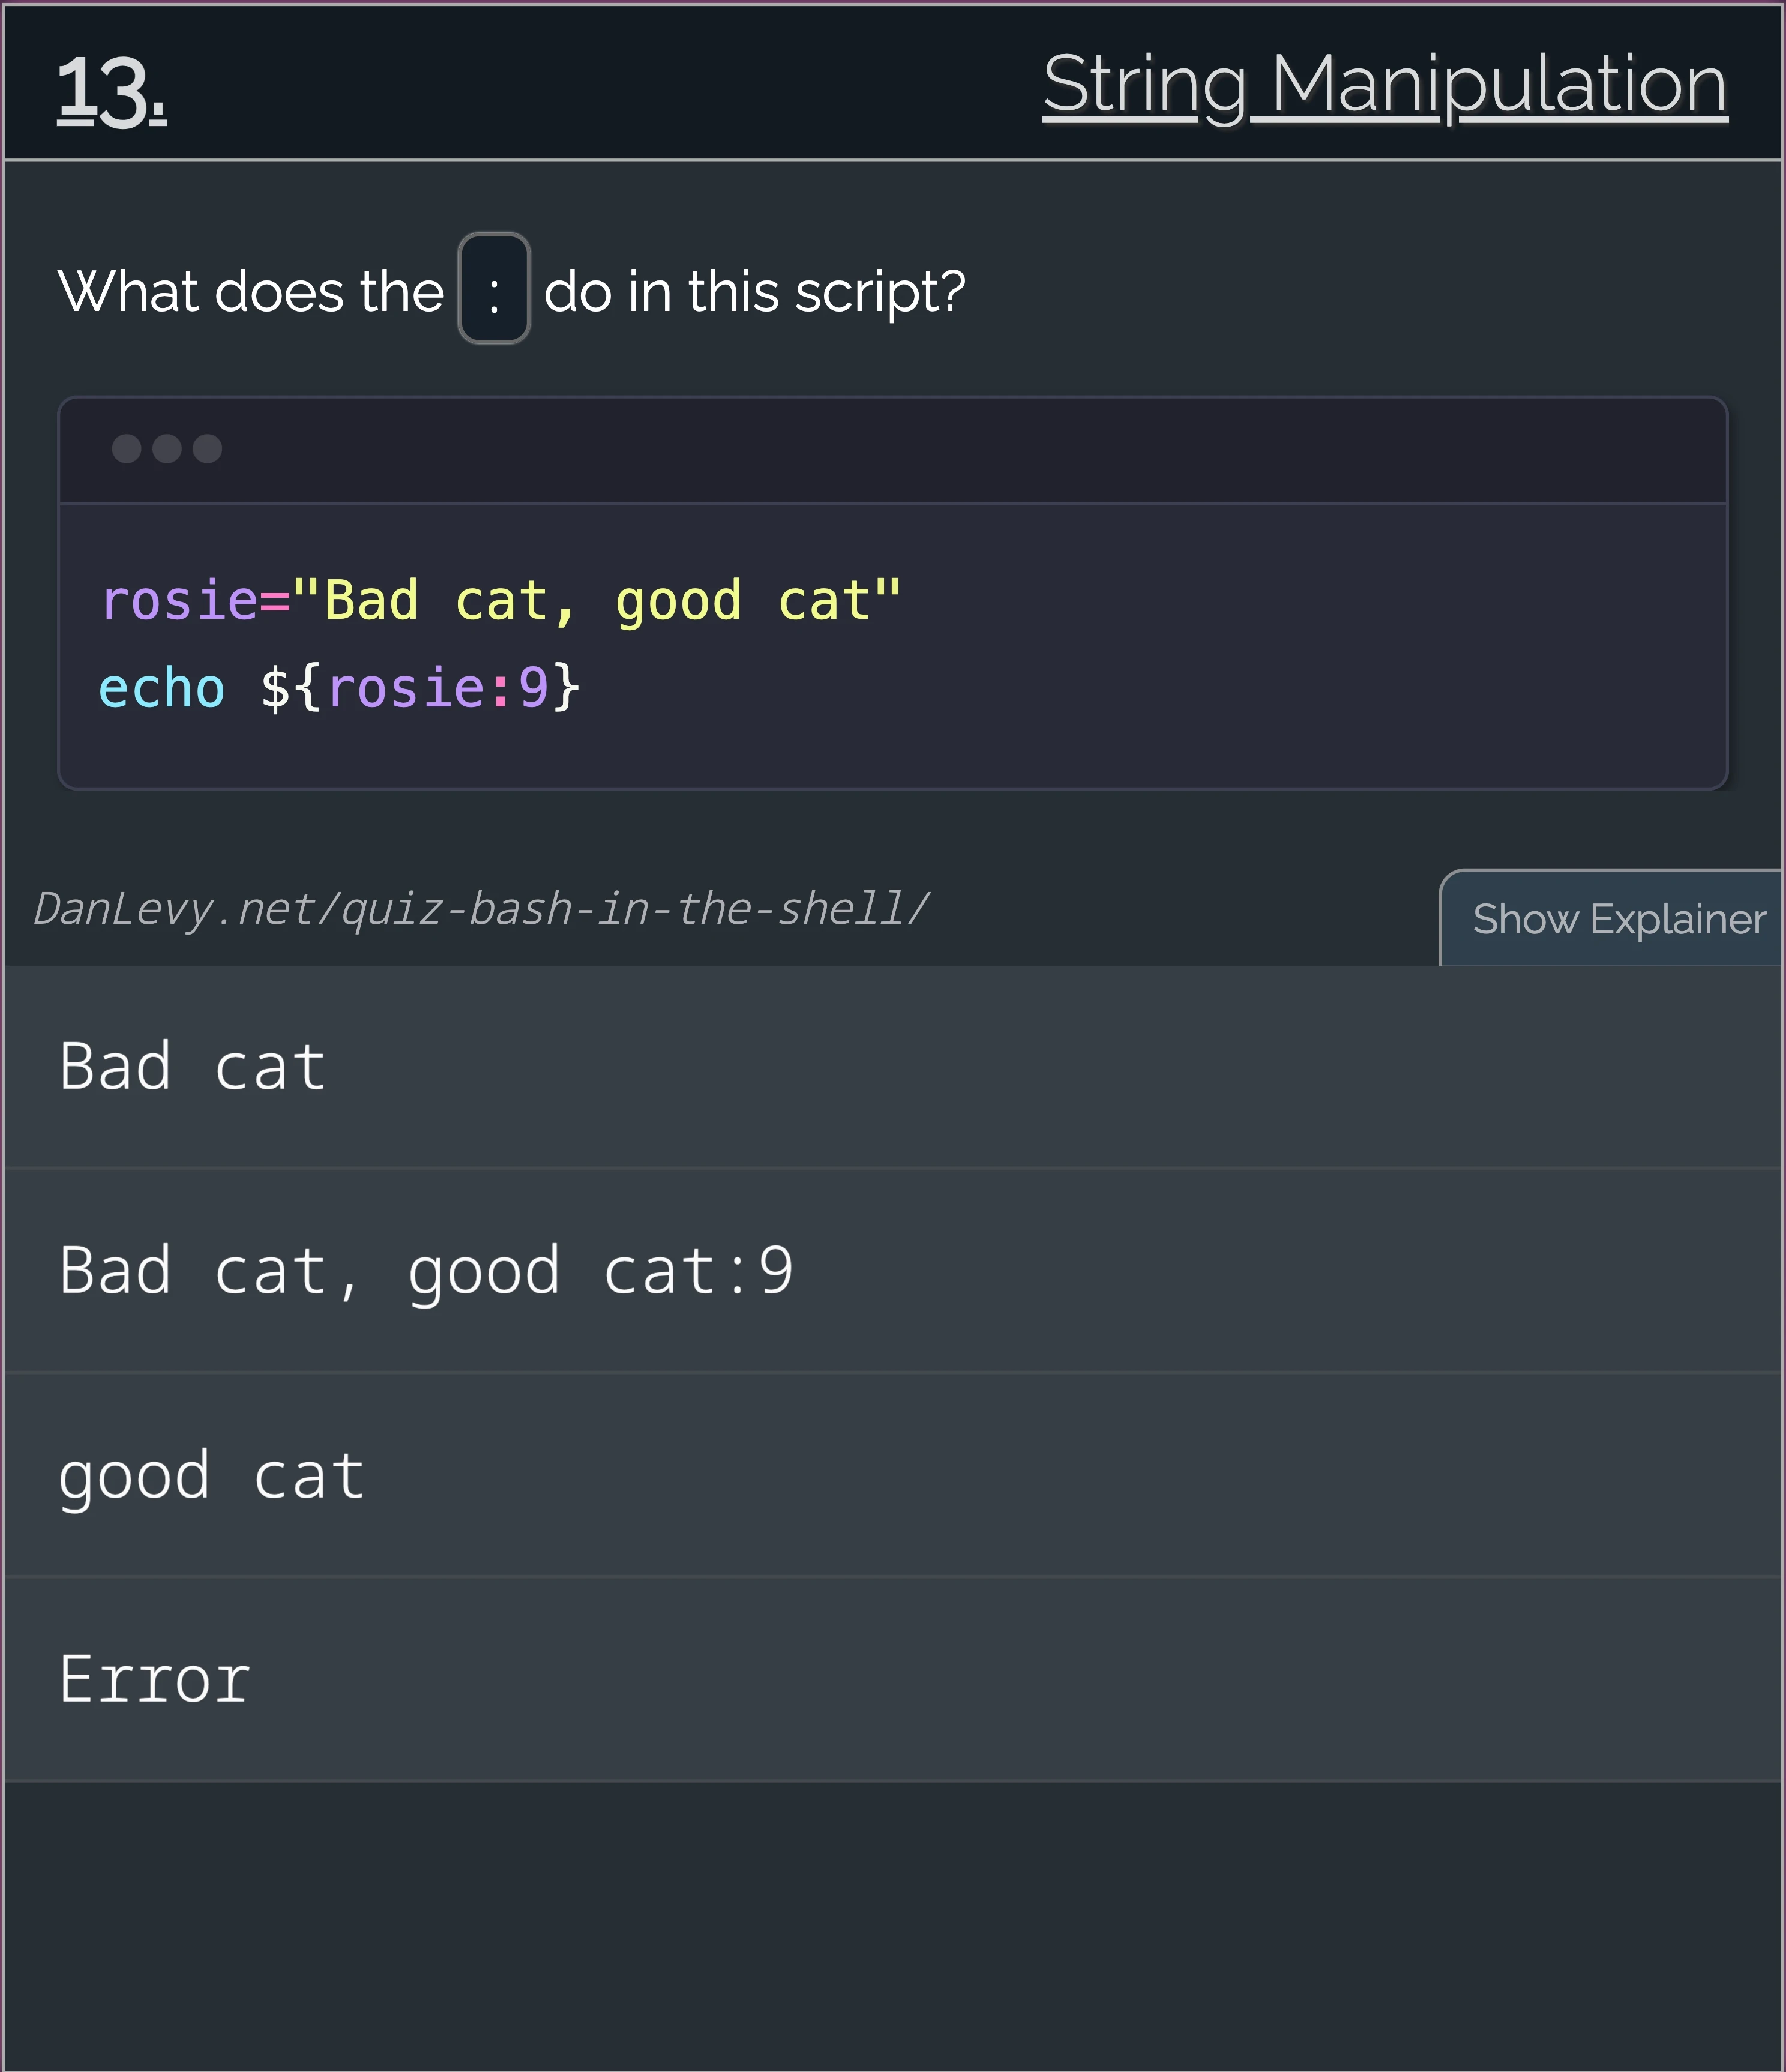 13.
String Manipulation
What does the : do in this script?
rosie="Bad cat, good cat"
echo ${rosie:9}
DanLevy.net/quiz-bash-in-the-shell/
Show Explainer
Bad cat
Bad cat, good cat:9
good cat
Error